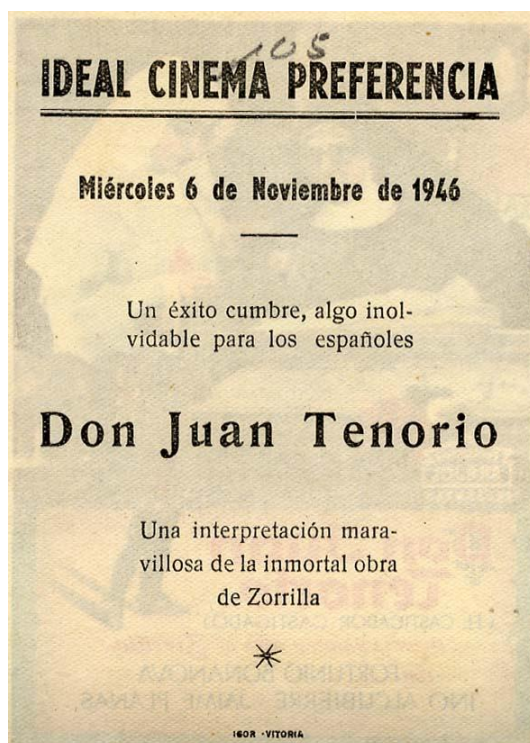 105
IDEAL CINEMA PREFERENCIA
Miércoles 6 de Noviembre de 1946
Un éxito cumbre, algo inol-
vidable para los españoles
Don Juan Tenorio
Una interpretación mara-
villosa de la inmortal obra
de Zorrilla
IGOR - VITORIA